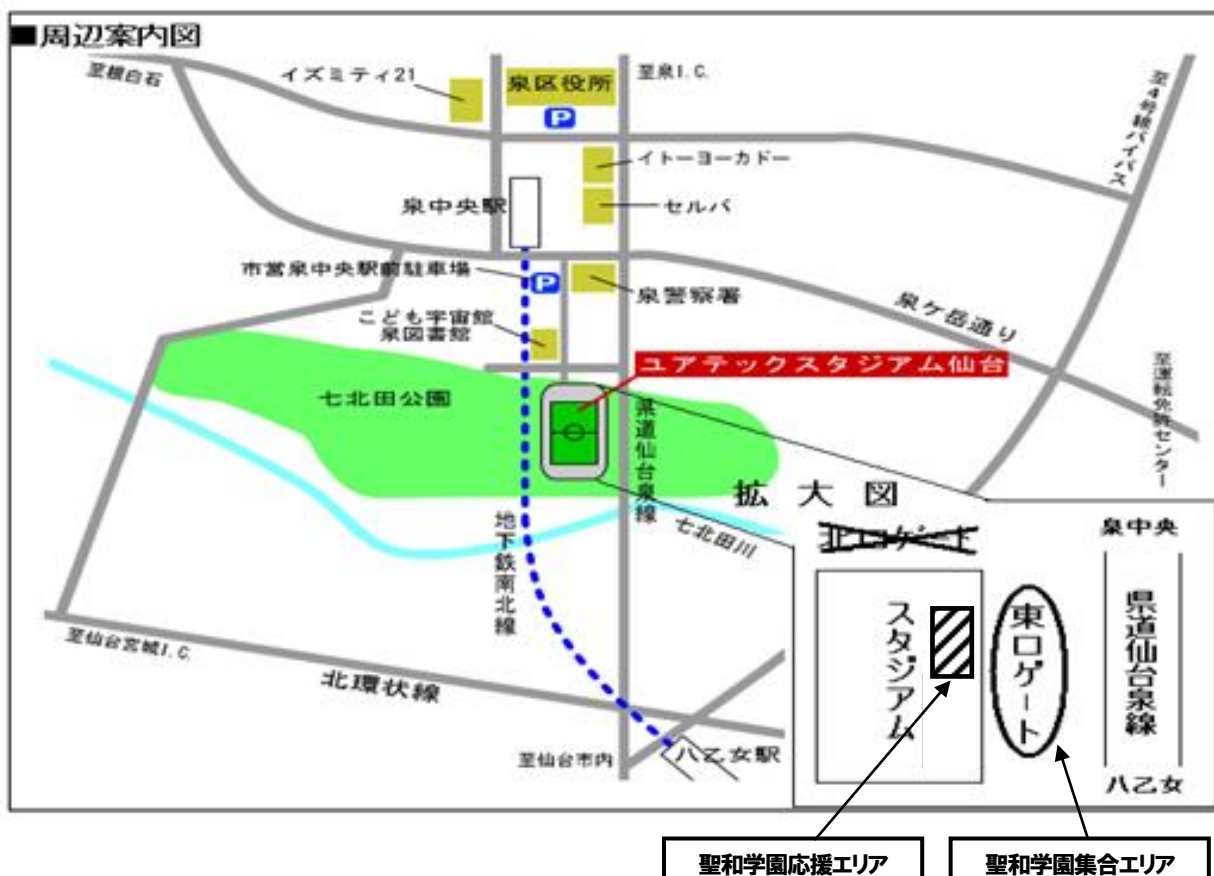 ■周辺案内図
至根白石
イズミティ21
泉区役所
至泉I.C.
至4号線バイパス
P
イトーヨーカドー
セルバ
泉中央駅
市営泉中央駅前駐車場
P
泉警察署
泉ケ岳通り
こども宇宙館
泉図書館
ユアテックスタジアム仙台
至運転免許センター
七北田公園
県道仙台泉線
地下鉄南北線
七北田川
至仙台宮城I.C.
北環状線
至仙台市内
八乙女駅
拡大図
泉中央
スタジアム
東口ゲート
県道仙台泉線
八乙女
聖和学園応援エリア
聖和学園集合エリア